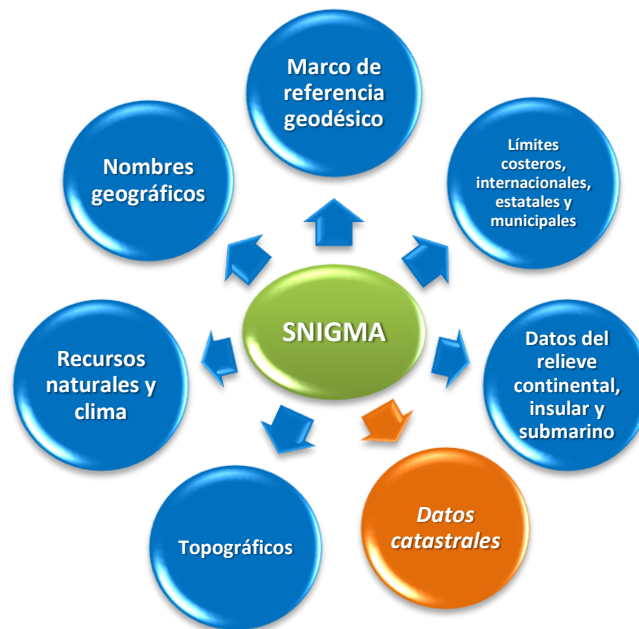 Marco de
referencia
geodésico
Límites
costeros,
internacionales,
estatales y
municipales
Nombres
geográficos
SNIGMA
Datos del
relieve
continental,
insular y
submarino
Recursos
naturales y
clima
Datos
catastrales
Topográficos